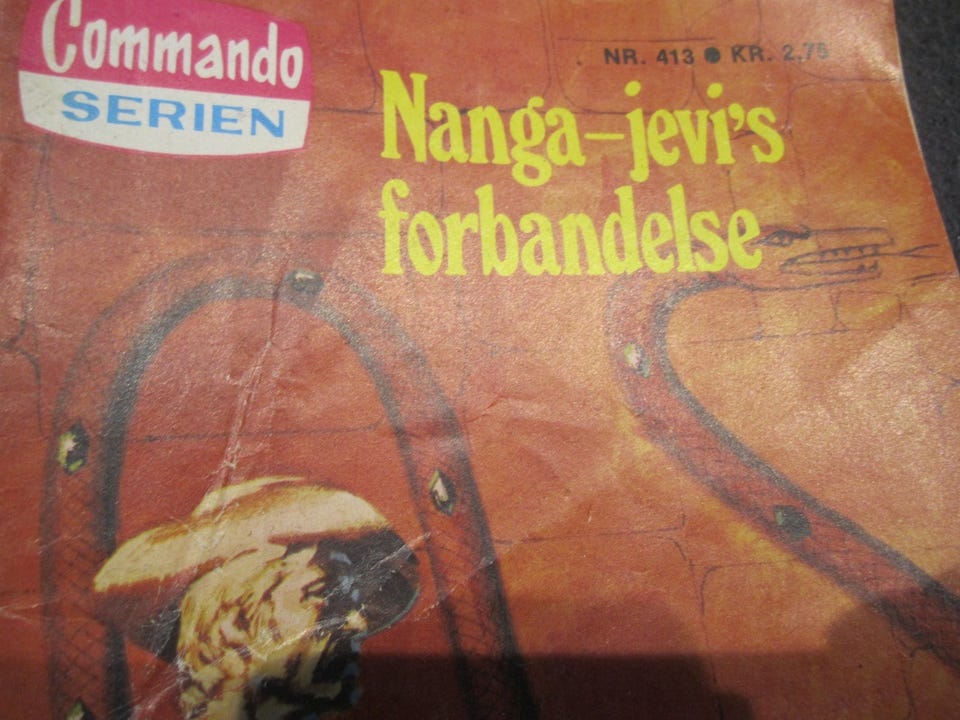 Commando
SERIEN
NR. 413 ● KR. 2,75
Nanga-jevi's
forbandelse